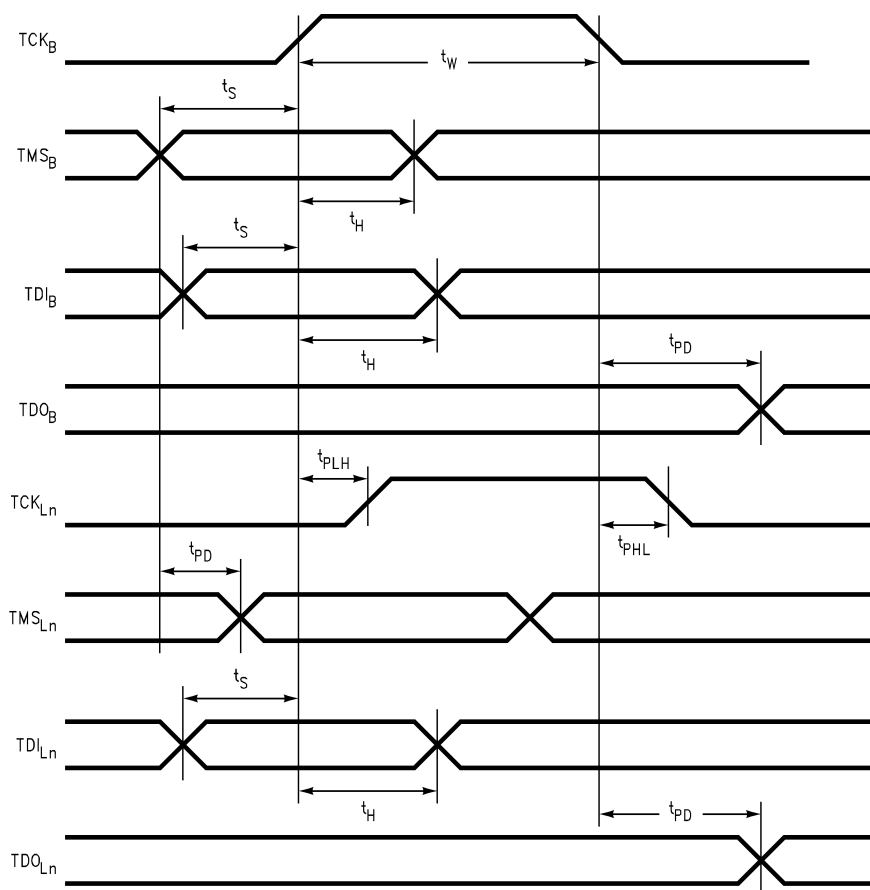 TCK_B
t_W
t_S
TMS_B
t_H
t_S
TDI_B
t_H
t_PD
TDO_B
t_PLH
TCK_Ln
t_PHL
t_PD
TMS_Ln
t_S
TDI_Ln
t_H
t_PD
TDO_Ln